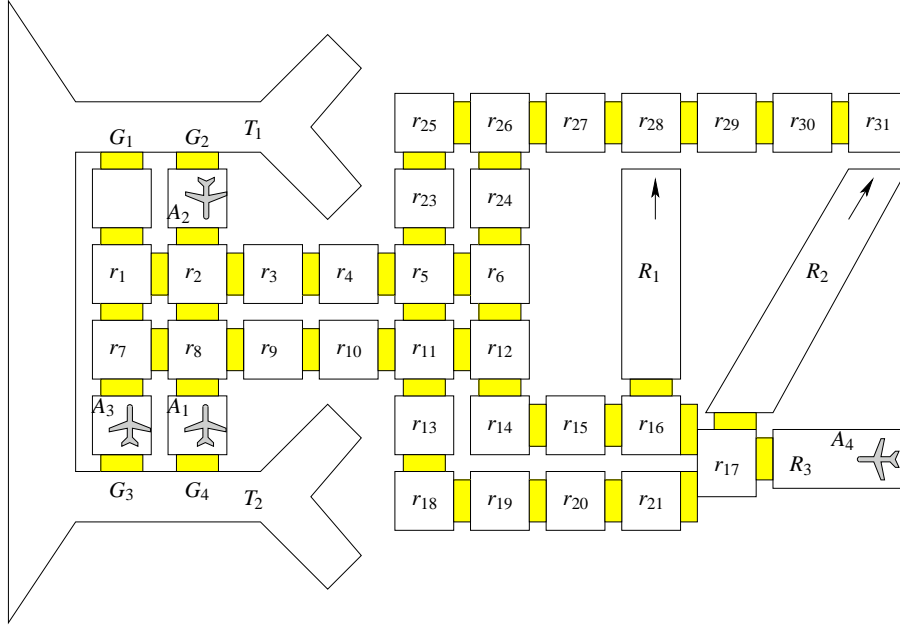 r25 r26 r27 r28 r29 r30 r31
G1 G2 T1
A2 r23 r24
r1 r2 r3 r4 r5 r6 R1 R2
r7 r8 r9 r10 r11 r12
A3 A1 r13 r14 r15 r16 A4
r17 R3
G3 G4 T2 r18 r19 r20 r21